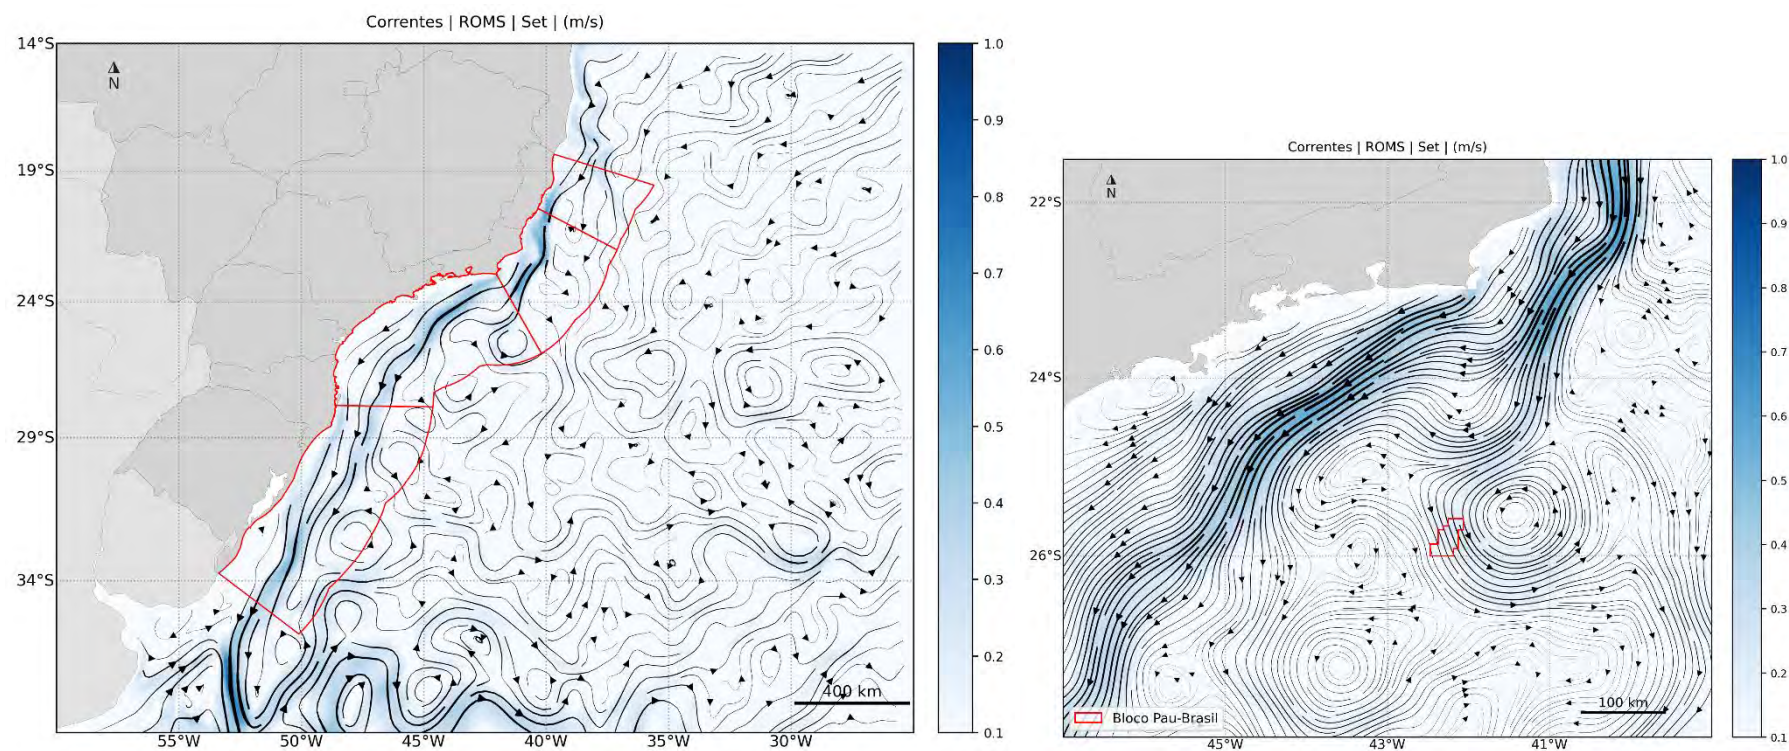 Correntes | ROMS | Set | (m/s)
14°S
19°S
24°S
29°S
34°S
N
400 km
55°W
50°W
45°W
40°W
35°W
30°W
1.0
0.9
0.8
0.7
0.6
0.5
0.4
0.3
0.2
0.1
Correntes | ROMS | Set | (m/s)
N
22°S
24°S
26°S
Bloco Pau-Brasil
100 km
45°W
43°W
41°W
1.0
0.9
0.8
0.7
0.6
0.5
0.4
0.3
0.2
0.1